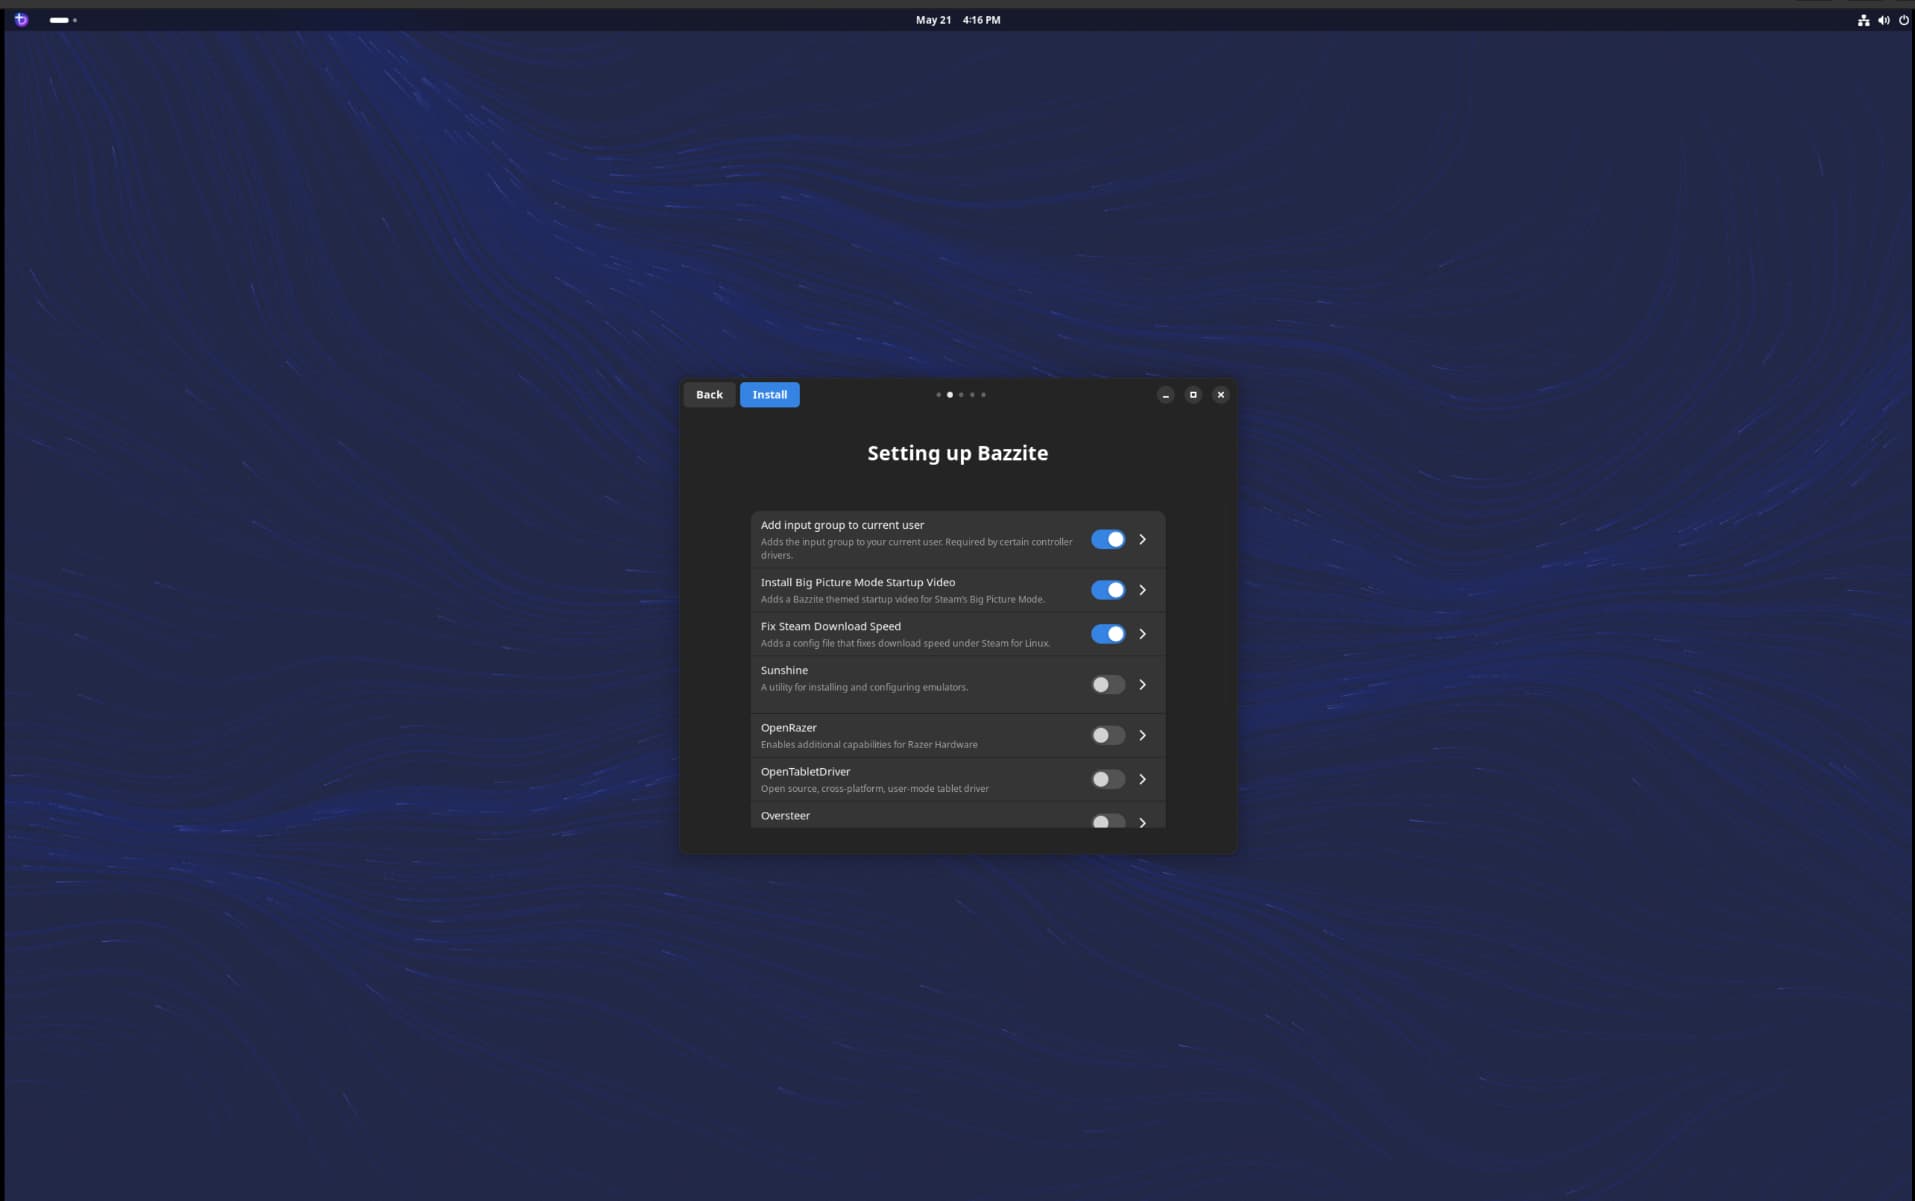 May 21 4:16 PM
Back
Install
Setting up Bazzite
Add input group to current user
Adds the input group to your current user. Required by certain controller
drivers.
Install Big Picture Mode Startup Video
Adds a Bazzite themed startup video for Steam's Big Picture Mode.
Fix Steam Download Speed
Adds a config file that fixes download speed under Steam for Linux.
Sunshine
A utility for installing and configuring emulators.
OpenRazer
Enables additional capabilities for Razer Hardware
OpenTabletDriver
Open source, cross-platform, user-mode tablet driver
Oversteer